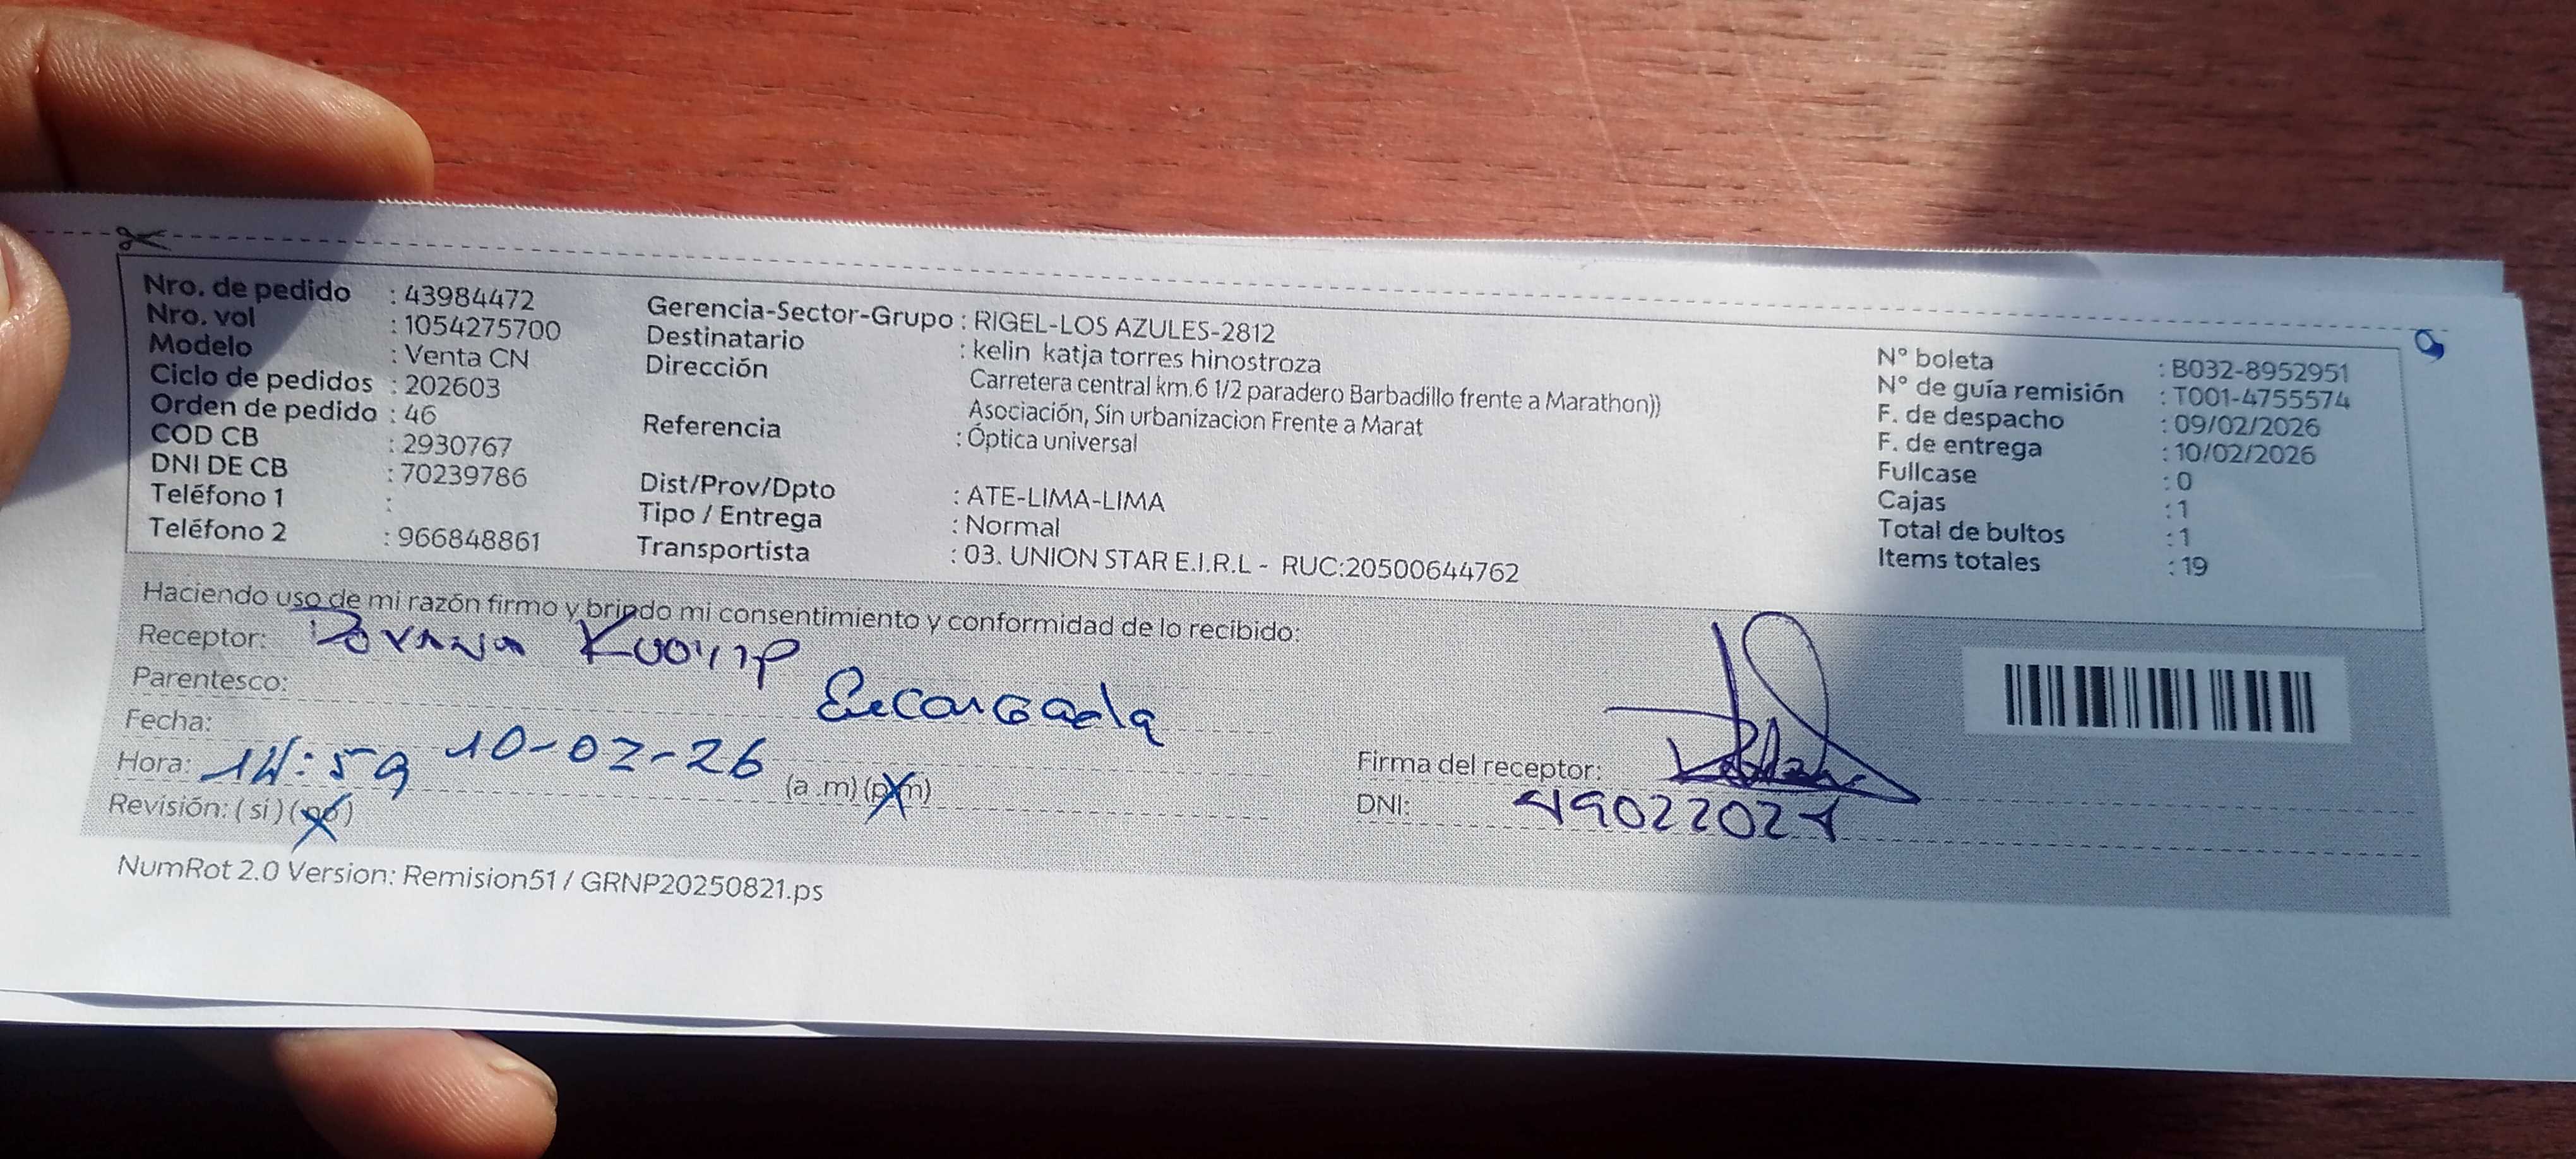 Nro. de pedido : 43984472
Nro. vol : 1054275700
Modelo : Venta CN
Ciclo de pedidos : 202603
Orden de pedido : 46
COD CB : 2930767
DNI DE CB : 70239786
Teléfono 1 :
Teléfono 2 : 966848861
Gerencia-Sector-Grupo : RIGEL-LOS AZULES-2812
Destinatario : kelin katja torres hinostroza
Dirección Carretera central km.6 1/2 paradero Barbadillo frente a Marathon))
Asociación, Sin urbanizacion Frente a Marat
Referencia : Óptica universal
Dist/Prov/Dpto : ATE-LIMA-LIMA
Tipo / Entrega : Normal
Transportista : 03. UNION STAR E.I.R.L - RUC:20500644762
N° boleta : B032-8952951
N° de guía remisión : T001-4755574
F. de despacho : 09/02/2026
F. de entrega : 10/02/2026
Fullcase : 0
Cajas : 1
Total de bultos : 1
Items totales : 19
Haciendo uso de mi razón firmo y brindo mi consentimiento y conformidad de lo recibido:
Receptor:
Parentesco: Encargada
Fecha: 10-02-26
Hora: 14:59 (a.m) (p.m)
Revisión: (si) (no)
Firma del receptor:
DNI:
NumRot 2.0 Version: Remision51 / GRNP20250821.ps